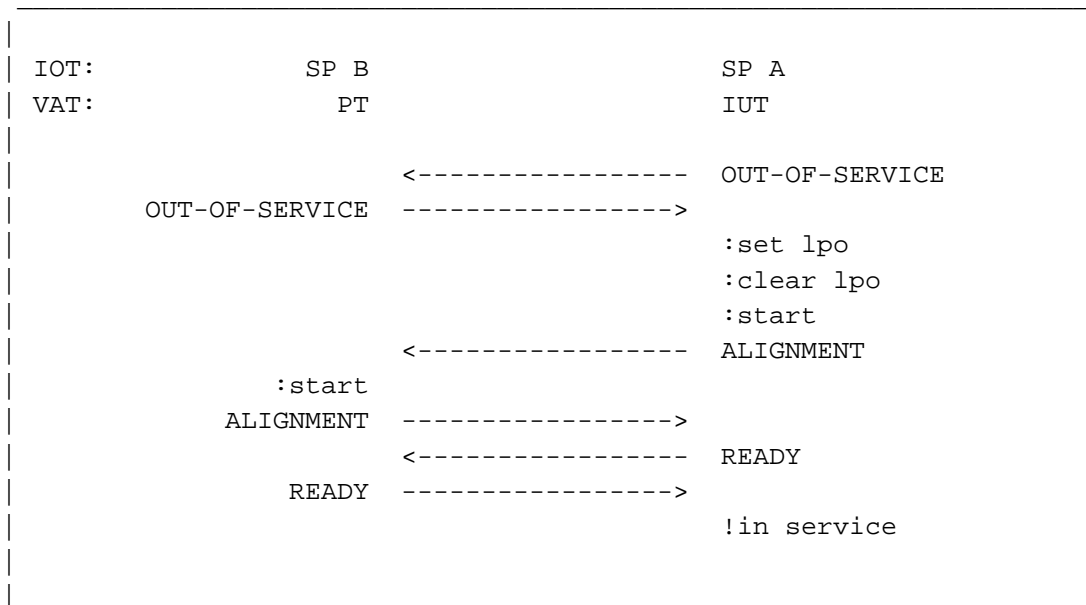 IOT: SP B SP A
VAT: PT IUT
<----------------- OUT-OF-SERVICE
OUT-OF-SERVICE ----------------->
:set lpo
:clear lpo
:start
<----------------- ALIGNMENT
:start
ALIGNMENT ----------------->
<----------------- READY
READY ----------------->
!in service